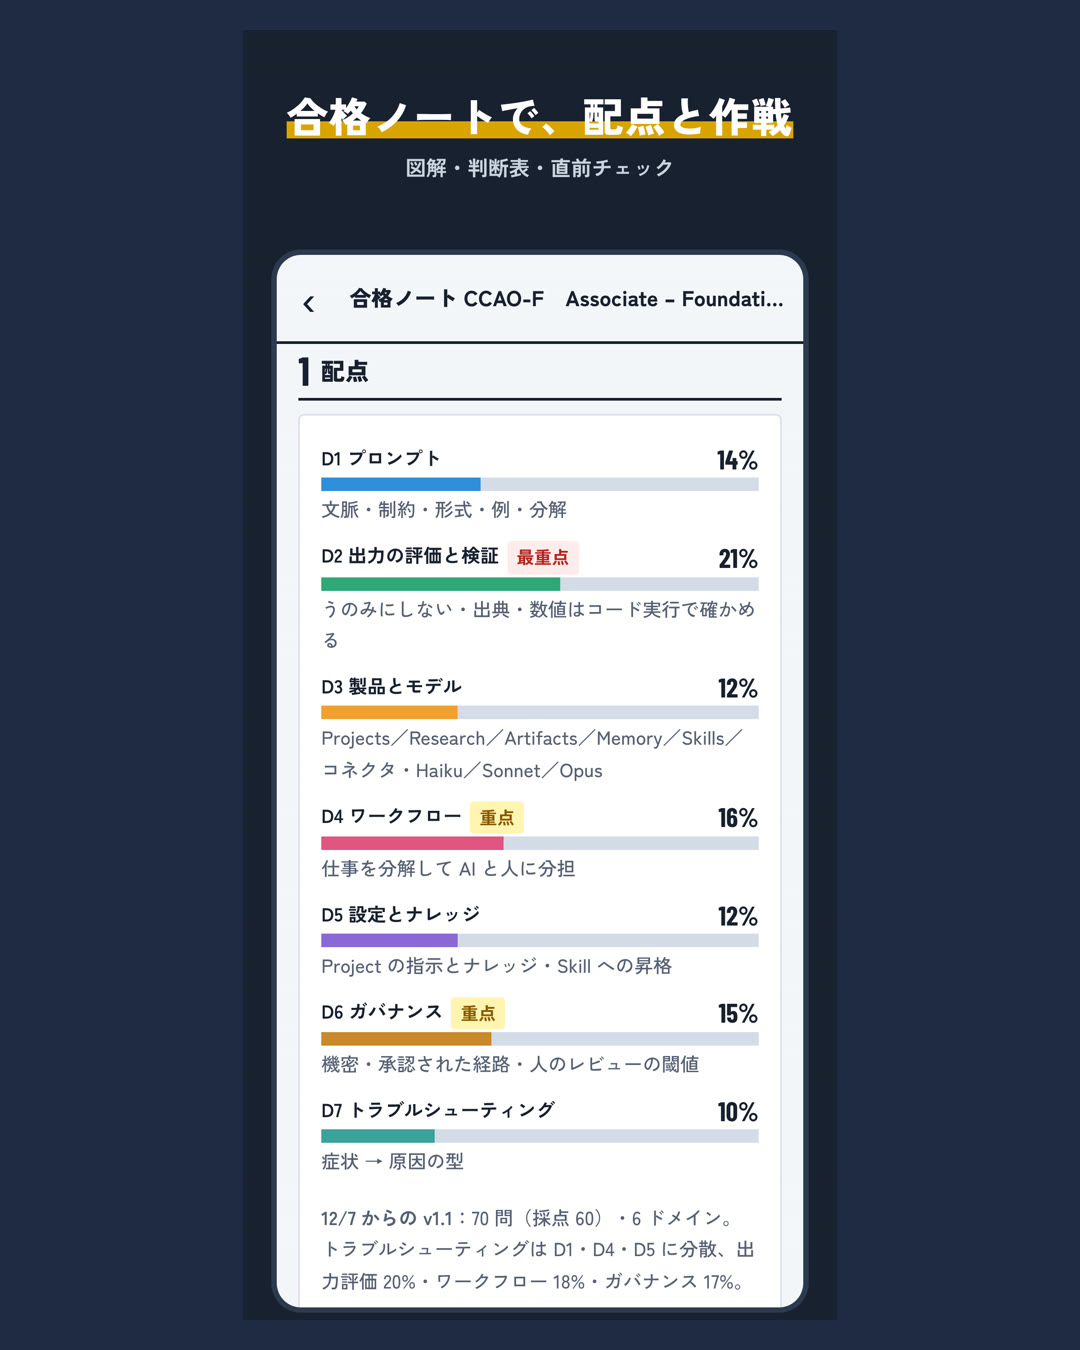 合格ノートで、配点と作戦
図解・判断表・直前チェック
‹ 合格ノート CCAO-F Associate – Foundati...
1 配点
D1 プロンプト 14%
文脈・制約・形式・例・分解
D2 出力の評価と検証 最重点 21%
うのみにしない・出典・数値はコード実行で確かめ
る
D3 製品とモデル 12%
Projects／Research／Artifacts／Memory／Skills／
コネクタ・Haiku／Sonnet／Opus
D4 ワークフロー 重点 16%
仕事を分解して AI と人に分担
D5 設定とナレッジ 12%
Project の指示とナレッジ・Skill への昇格
D6 ガバナンス 重点 15%
機密・承認された経路・人のレビューの閾値
D7 トラブルシューティング 10%
症状 → 原因の型
12/7 からの v1.1：70 問（採点 60）・6 ドメイン。
トラブルシューティングは D1・D4・D5 に分散、出
力評価 20%・ワークフロー 18%・ガバナンス 17%。